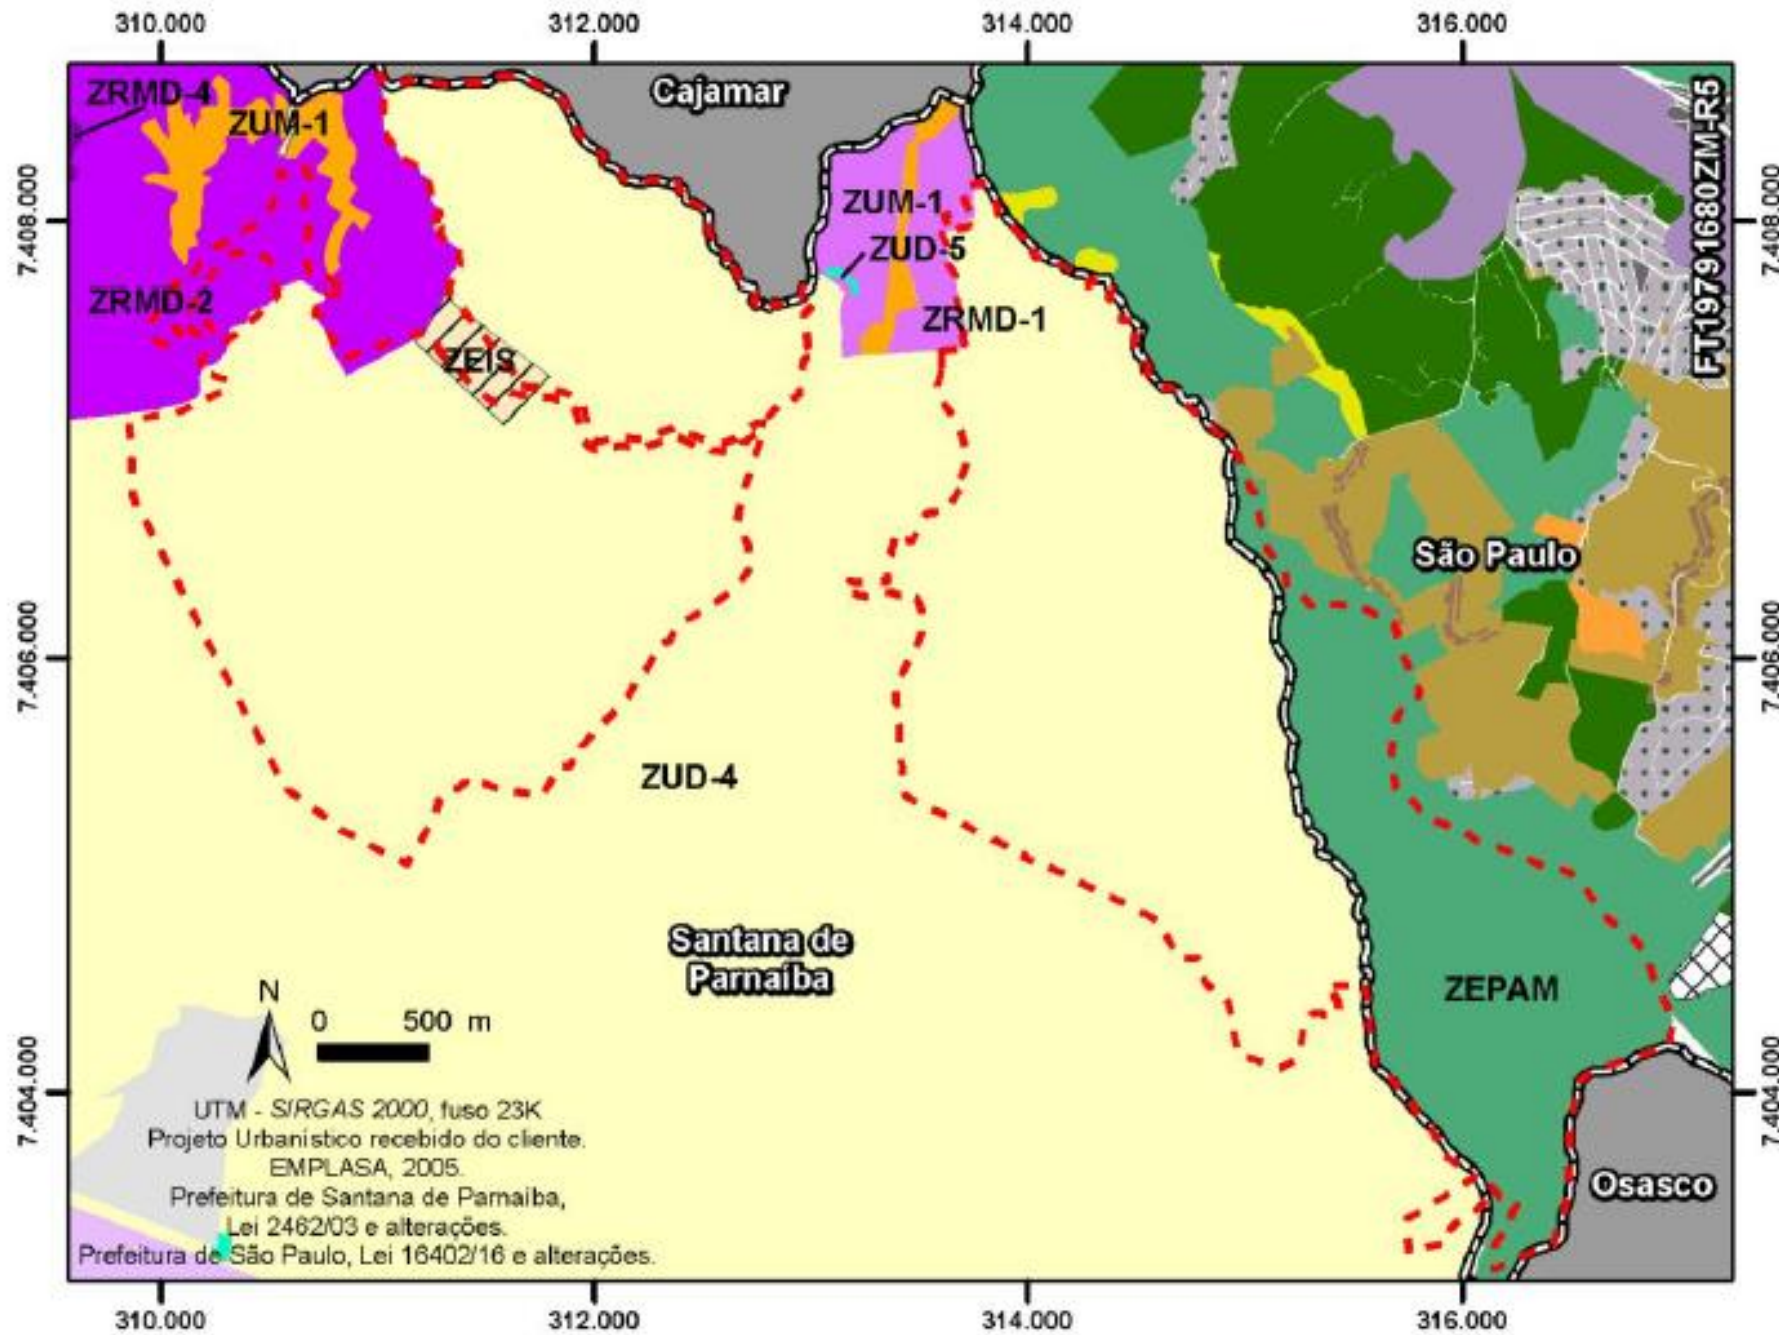 310.000
312.000
314.000
316.000
ZRMD-4
ZUM-1
Cajamar
FT19791680ZM-R5
7.408.000
7.408.000
ZUM-1
ZUD-5
ZRMD-2
ZRMD-1
ZEIS
São Paulo
7.406.000
7.406.000
ZUD-4
Santana de
Parnaíba
ZEPAM
N
0 500 m
7.404.000
7.404.000
UTM - SIRGAS 2000, fuso 23K
Projeto Urbanístico recebido do cliente.
EMPLASA, 2005.
Prefeitura de Santana de Parnaíba,
Lei 2462/03 e alterações.
Prefeitura de São Paulo, Lei 16402/16 e alterações.
Osasco
310.000
312.000
314.000
316.000